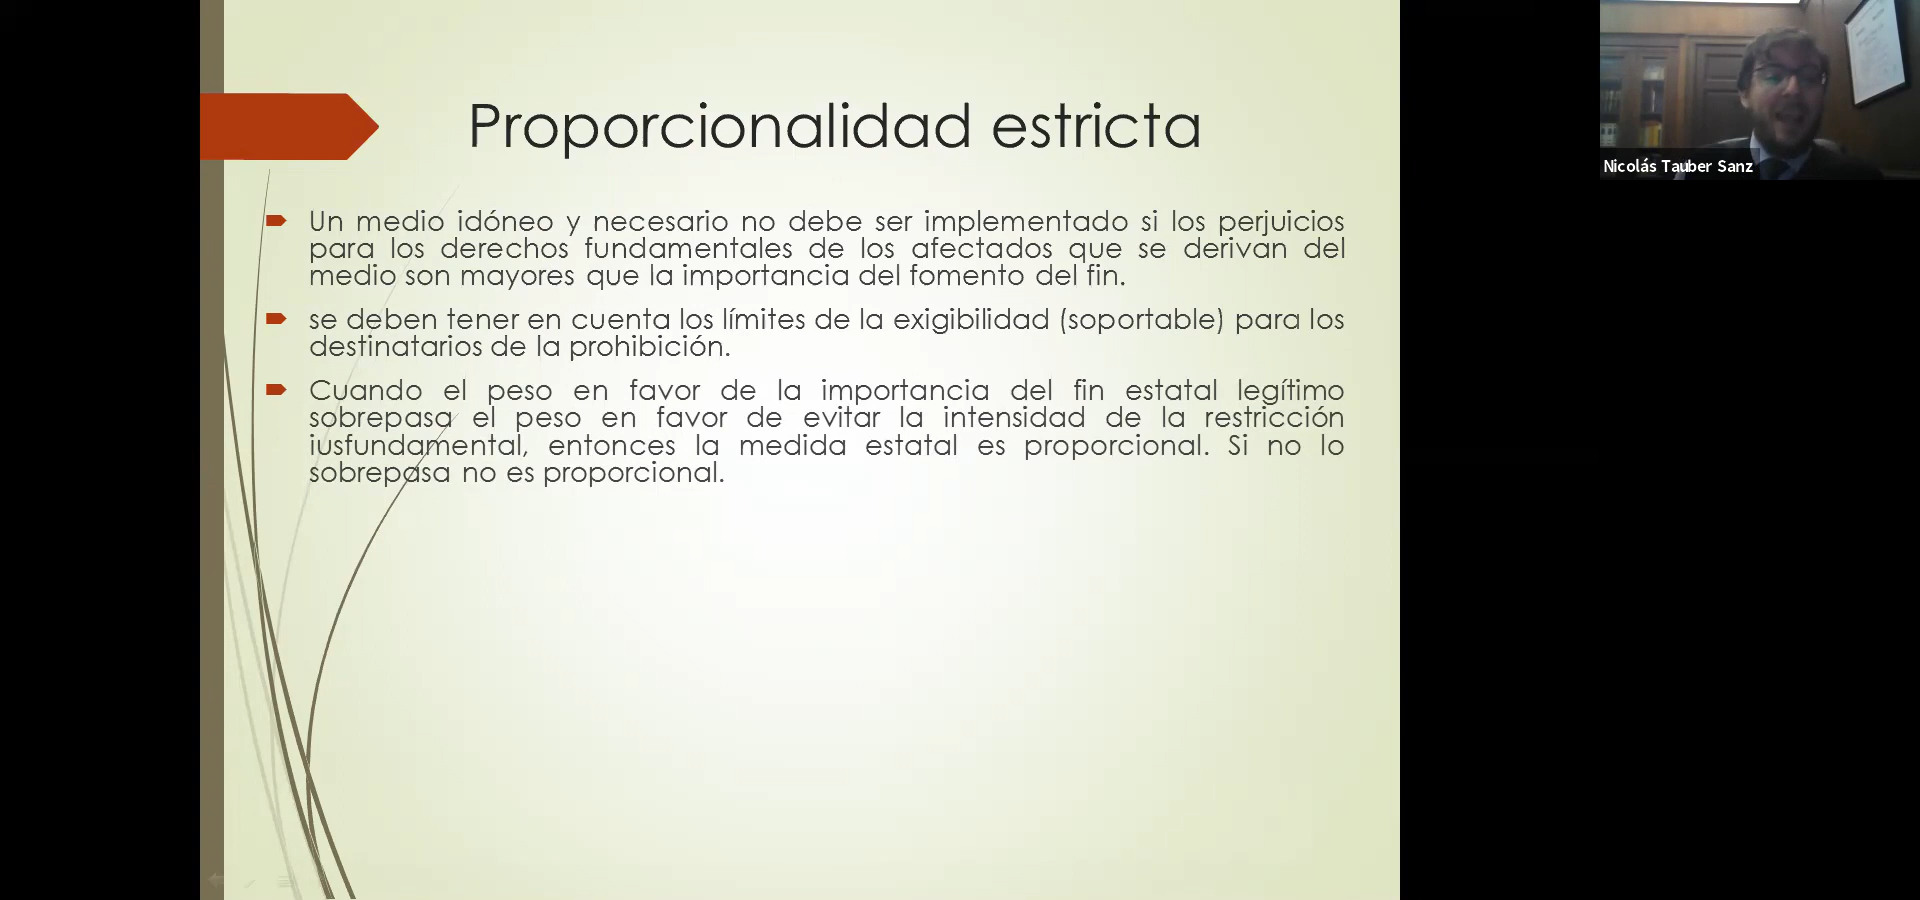 Proporcionalidad estricta
Un medio idóneo y necesario no debe ser implementado si los perjuicios
para los derechos fundamentales de los afectados que se derivan del
medio son mayores que la importancia del fomento del fin.
se deben tener en cuenta los límites de la exigibilidad (soportable) para los
destinatarios de la prohibición.
Cuando el peso en favor de la importancia del fin estatal legítimo
sobrepasa el peso en favor de evitar la intensidad de la restricción
iusfundamental, entonces la medida estatal es proporcional. Si no lo
sobrepasa no es proporcional.
Nicolás Tauber Sanz